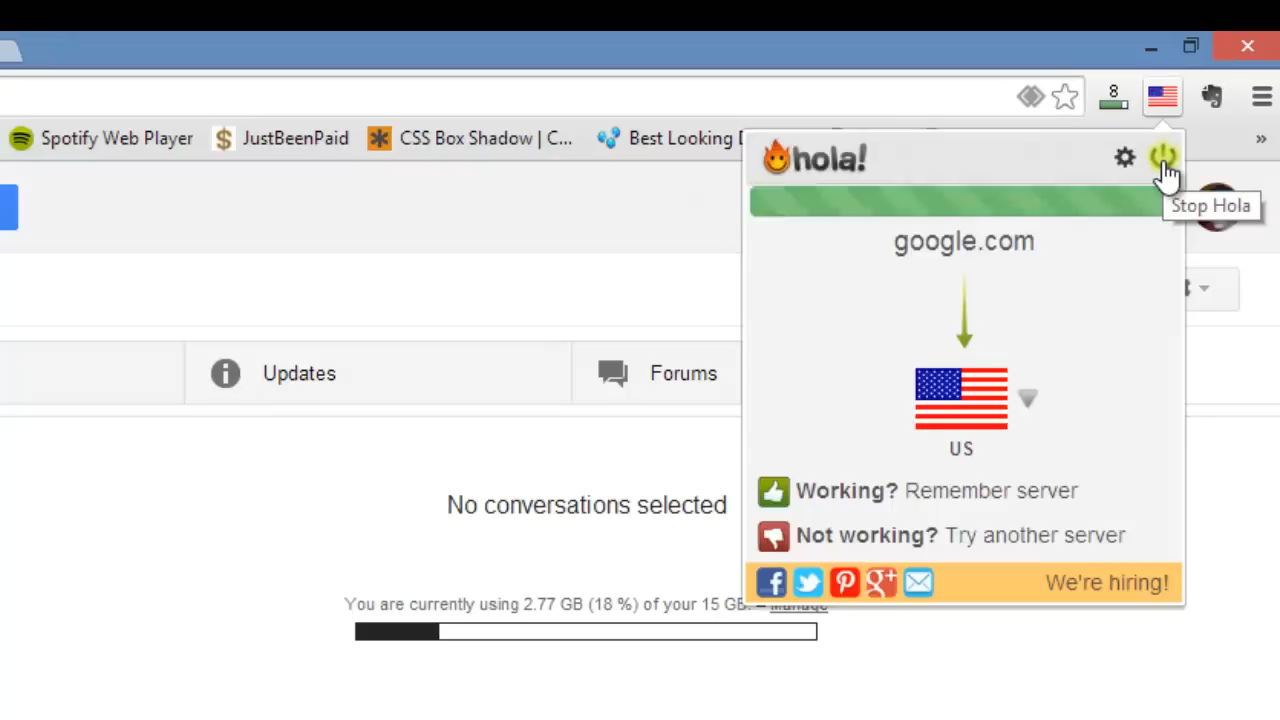 8
Spotify Web Player
JustBeenPaid
CSS Box Shadow | C...
Best Looking
»
hola!
Stop Hola
google.com
Updates
Forums
US
No conversations selected
Working? Remember server
Not working? Try another server
We're hiring!
You are currently using 2.77 GB (18 %) of your 15 GB. – Manage